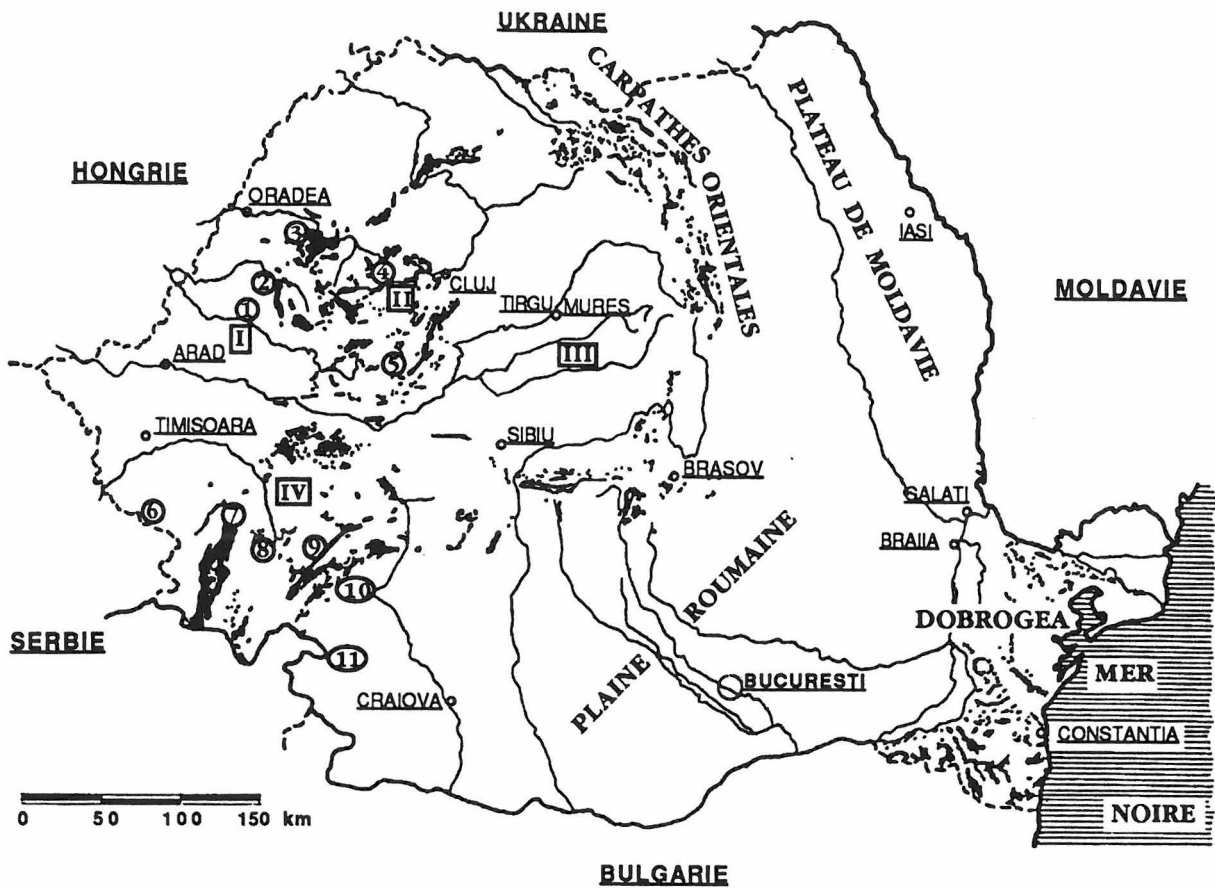 UKRAINE
CARPATHES ORIENTALES
PLATEAU DE MOLDAVIE
HONGRIE
ORADEA
IASI
3
4
CLUJ
2
II
MOLDAVIE
1
TIRGU MURES
I
III
ARAD
5
TIMISOARA
SIBIU
BRASOV
IV
6
7
GALATI
8
9
BRAIIA
ROUMAINE
10
DOBROGEA
SERBIE
11
MER
PLAINE
BUCURESTI
CRAIOVA
CONSTANTIA
NOIRE
0 50 100 150 km
BULGARIE